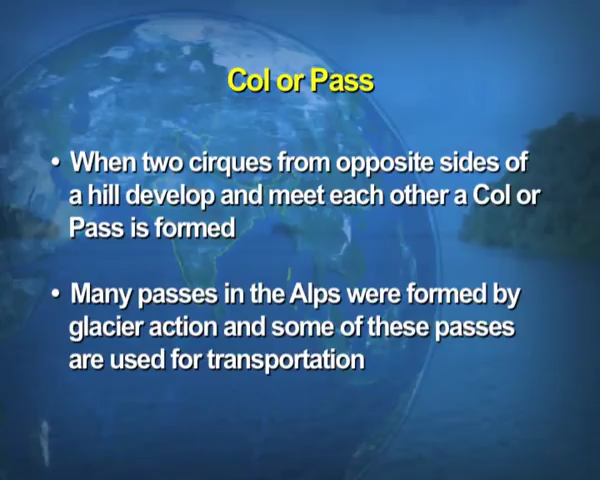 Col or Pass
• When two cirques from opposite sides of
a hill develop and meet each other a Col or
Pass is formed
• Many passes in the Alps were formed by
glacier action and some of these passes
are used for transportation